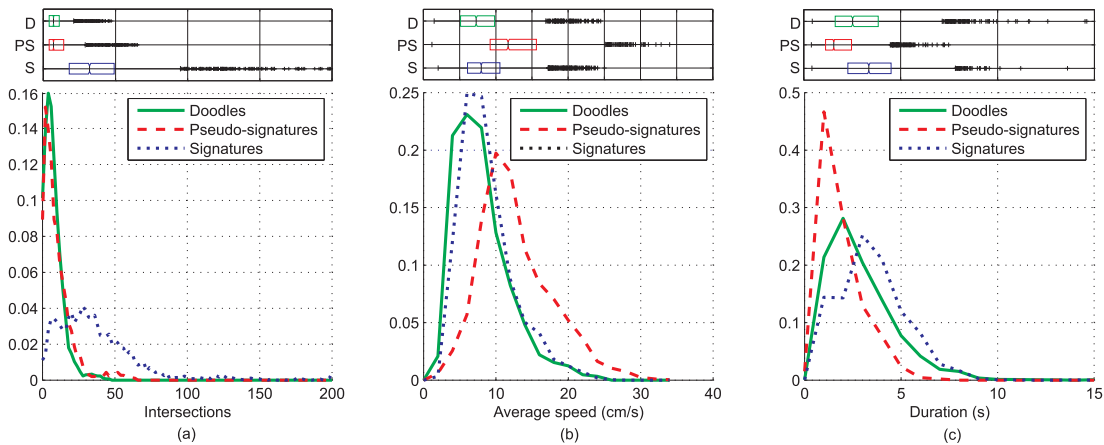 D
PS
S
0.16
0.14
0.12
0.1
0.08
0.06
0.04
0.02
0
Doodles
Pseudo-signatures
Signatures
0 50 100 150 200
Intersections
(a)
D
PS
S
0.25
0.2
0.15
0.1
0.05
0
Doodles
Pseudo-signatures
Signatures
0 10 20 30 40
Average speed (cm/s)
(b)
D
PS
S
0.5
0.4
0.3
0.2
0.1
0
Doodles
Pseudo-signatures
Signatures
0 5 10 15
Duration (s)
(c)